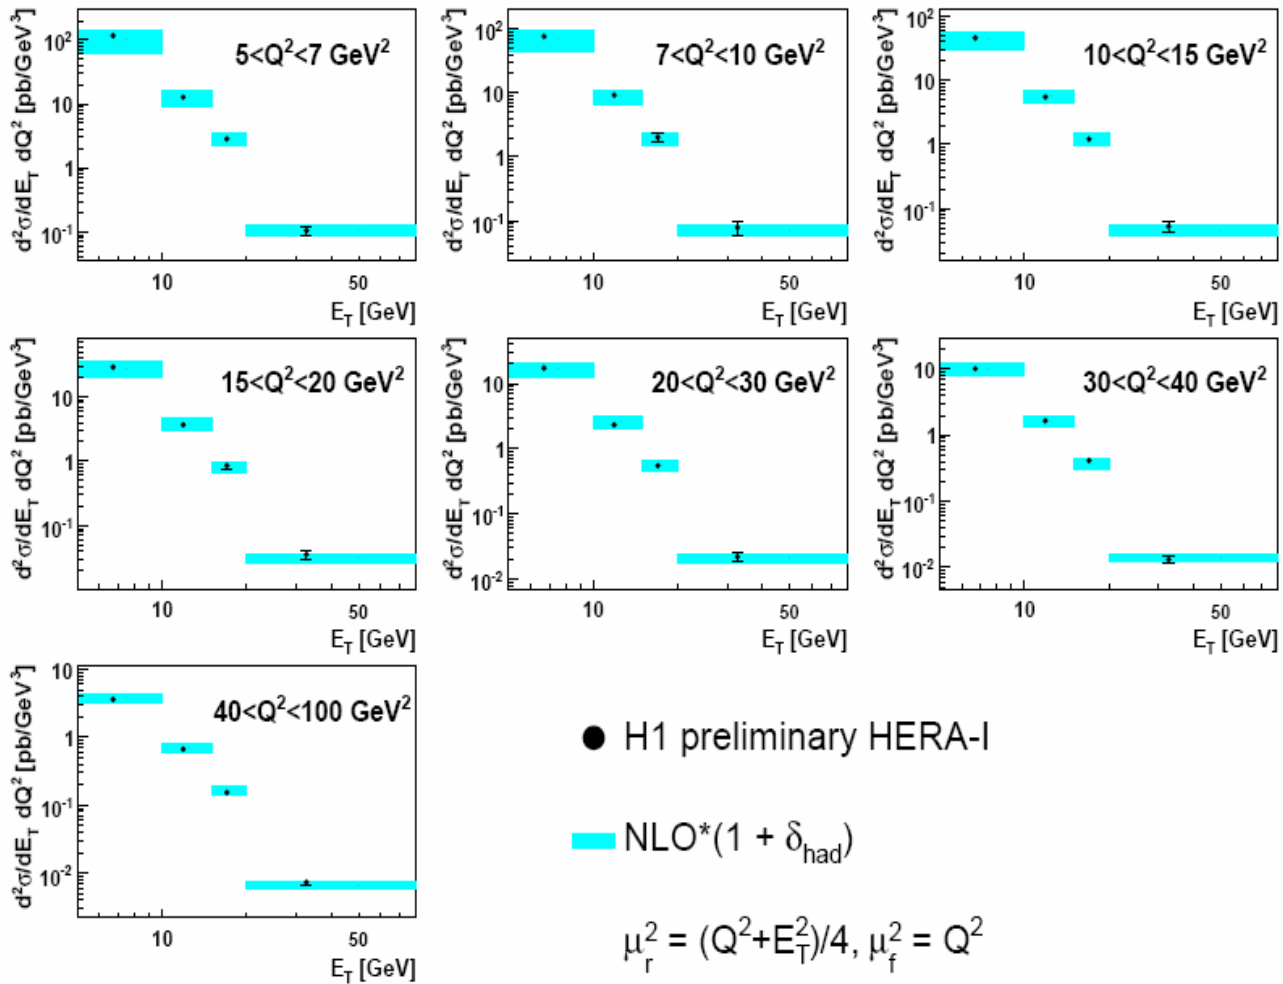 d²σ/dE_T dQ² [pb/GeV³]
5<Q²<7 GeV²
10²
10
1
10⁻¹
10 50
E_T [GeV]
d²σ/dE_T dQ² [pb/GeV³]
7<Q²<10 GeV²
10²
10
1
10⁻¹
10 50
E_T [GeV]
d²σ/dE_T dQ² [pb/GeV³]
10<Q²<15 GeV²
10²
10
1
10⁻¹
10 50
E_T [GeV]
d²σ/dE_T dQ² [pb/GeV³]
15<Q²<20 GeV²
10
1
10⁻¹
10 50
E_T [GeV]
d²σ/dE_T dQ² [pb/GeV³]
20<Q²<30 GeV²
10
1
10⁻¹
10⁻²
10 50
E_T [GeV]
d²σ/dE_T dQ² [pb/GeV³]
30<Q²<40 GeV²
10
1
10⁻¹
10⁻²
10 50
E_T [GeV]
d²σ/dE_T dQ² [pb/GeV³]
40<Q²<100 GeV²
10
1
10⁻¹
10⁻²
10 50
E_T [GeV]
H1 preliminary HERA-I
NLO*(1 + δ_had)
μ_r² = (Q²+E_T²)/4, μ_f² = Q²